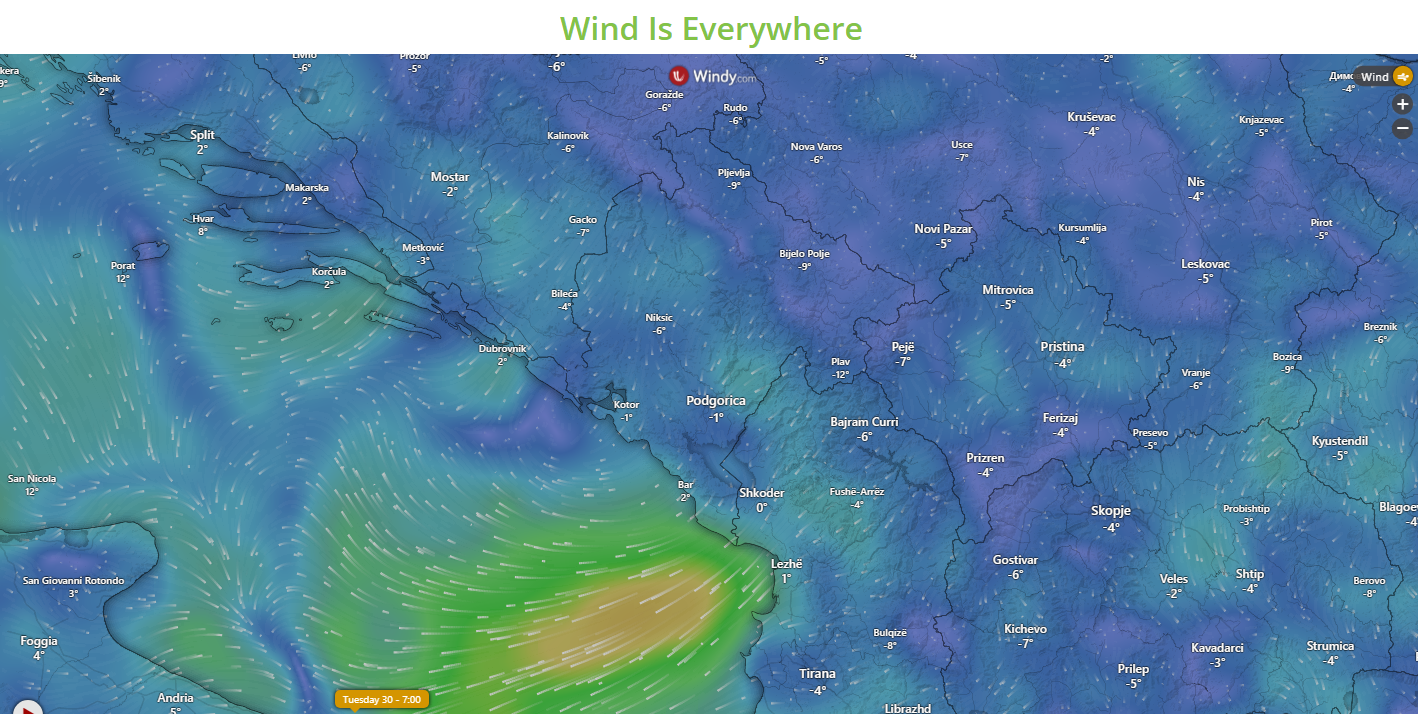 Wind Is Everywhere
Livno
-6°
Prozor
-5°
-6°
-5°
-4
-2°
kera
9°
Šibenik
2°
Windy.com
Goražde
-6°
Rudo
-6°
Wind
-4°
Split
2°
Kalinovik
-6°
Nova Varoš
-6°
Usce
-7°
Kruševac
-4°
Knjazevac
-5°
Makarska
2°
Mostar
-2°
Pljevlja
-9°
Nis
-4°
Hvar
8°
Gacko
-7°
Novi Pazar
-5°
Kursumlija
-4°
Pirot
-5°
Porat
12°
Korčula
2°
Metković
-3°
Bijelo Polje
-9°
Leskovac
-5°
Bileća
-4°
Mitrovica
-5°
Niksic
-6°
Breznik
-6°
Dubrovnik
2°
Plav
-12°
Pejë
-7°
Pristina
-4°
Vranje
-6°
Bozica
-9°
Kotor
-1°
Podgorica
-1°
Bajram Curri
-6°
Ferizaj
-4°
Presevo
-5°
Kyustendil
-5°
San Nicola
12°
Bar
2°
Shkoder
0°
Fushë-Arrëz
-4°
Prizren
-4°
Skopje
-4°
Probishtip
-3°
Blagoev
-4°
San Giovanni Rotondo
3°
Lezhë
1°
Gostivar
-6°
Veles
-2°
Shtip
-4°
Berovo
-8°
Foggia
4°
Bulqizë
-8°
Kichevo
-7°
Kavadarci
-3°
Strumica
-4°
Andria
5°
Tuesday 30 - 7:00
Tirana
-4°
Prilep
-5°
Librazhd